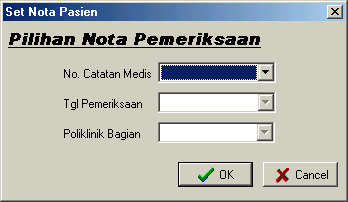 Set Nota Pasien
Pilihan Nota Pemeriksaan
No. Catatan Medis
Tgl Pemeriksaan
Poliklinik Bagian
OK
Cancel